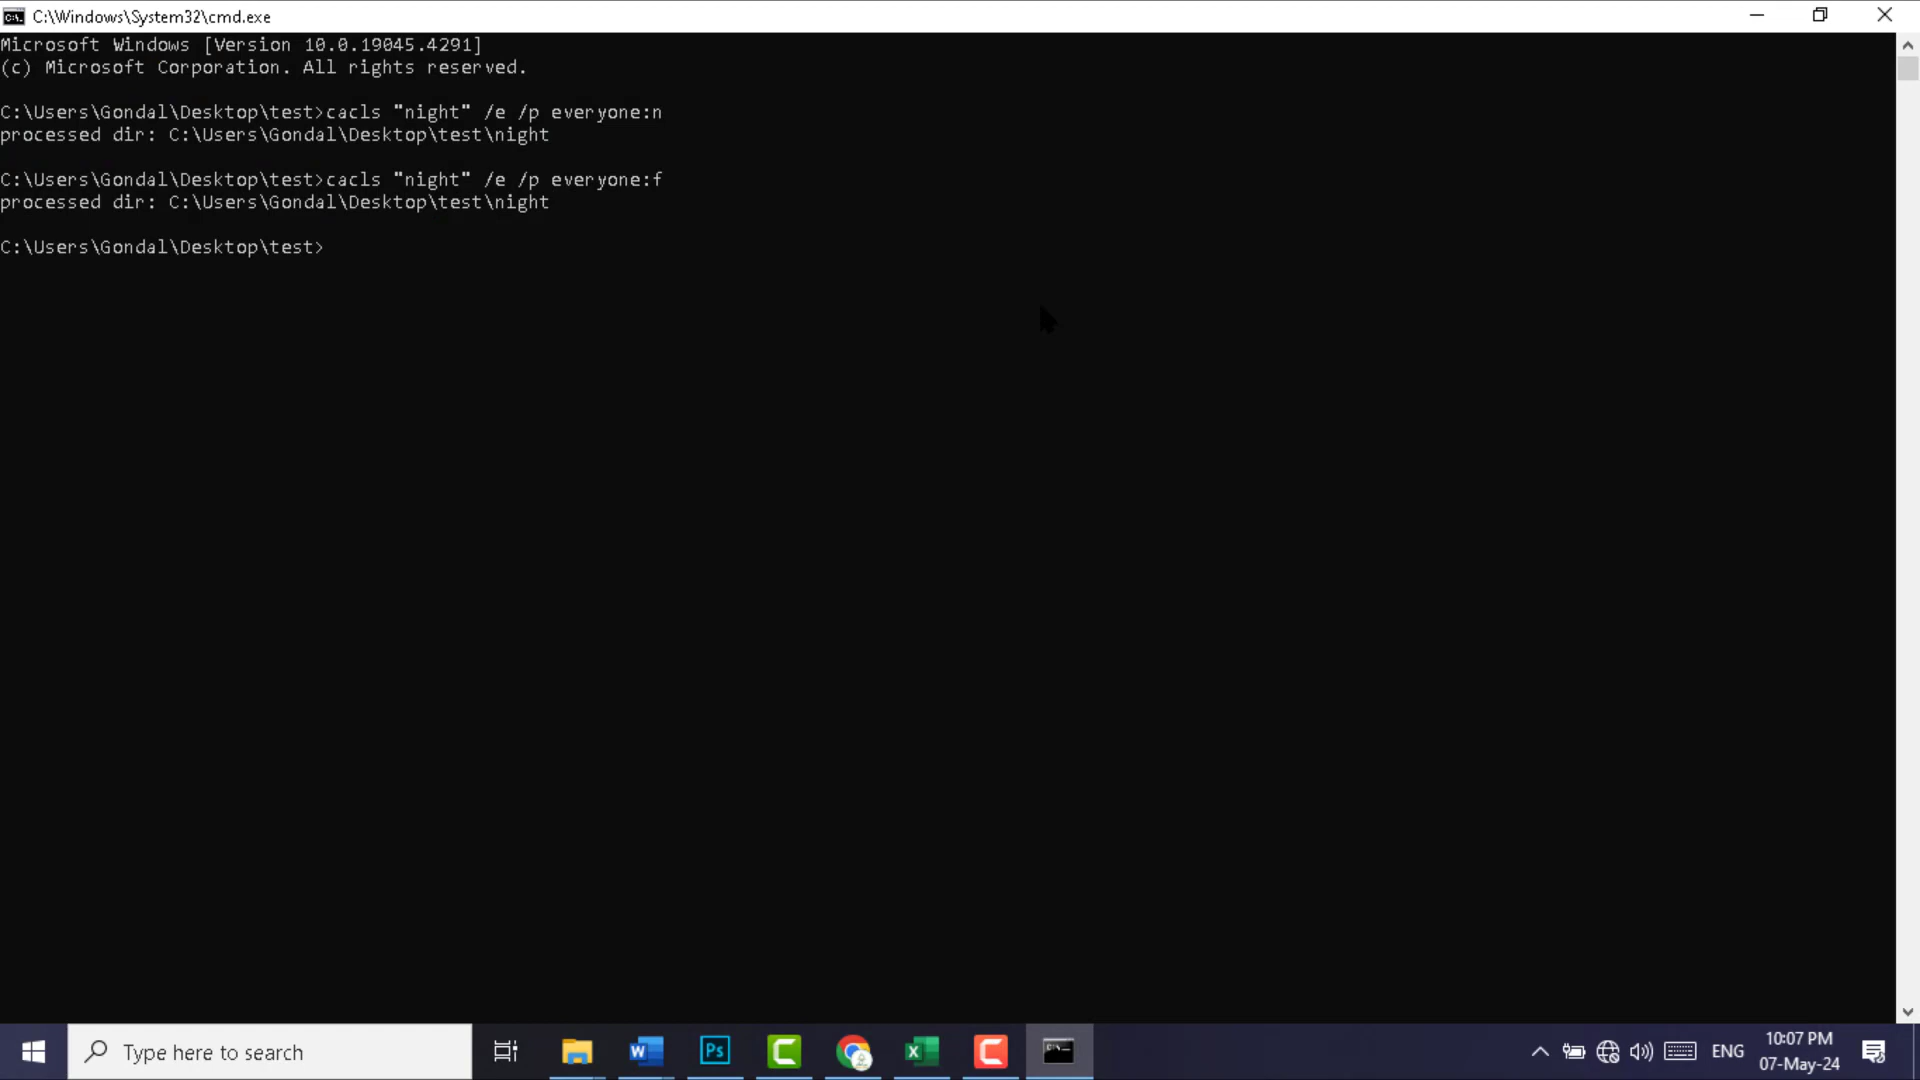 C:\Windows\System32\cmd.exe
Microsoft Windows [Version 10.0.19045.4291]
(c) Microsoft Corporation. All rights reserved.
C:\Users\Gondal\Desktop\test>cacls "night" /e /p everyone:n
processed dir: C:\Users\Gondal\Desktop\test\night
C:\Users\Gondal\Desktop\test>cacls "night" /e /p everyone:f
processed dir: C:\Users\Gondal\Desktop\test\night
C:\Users\Gondal\Desktop\test>
Type here to search
ENG
10:07 PM
07-May-24